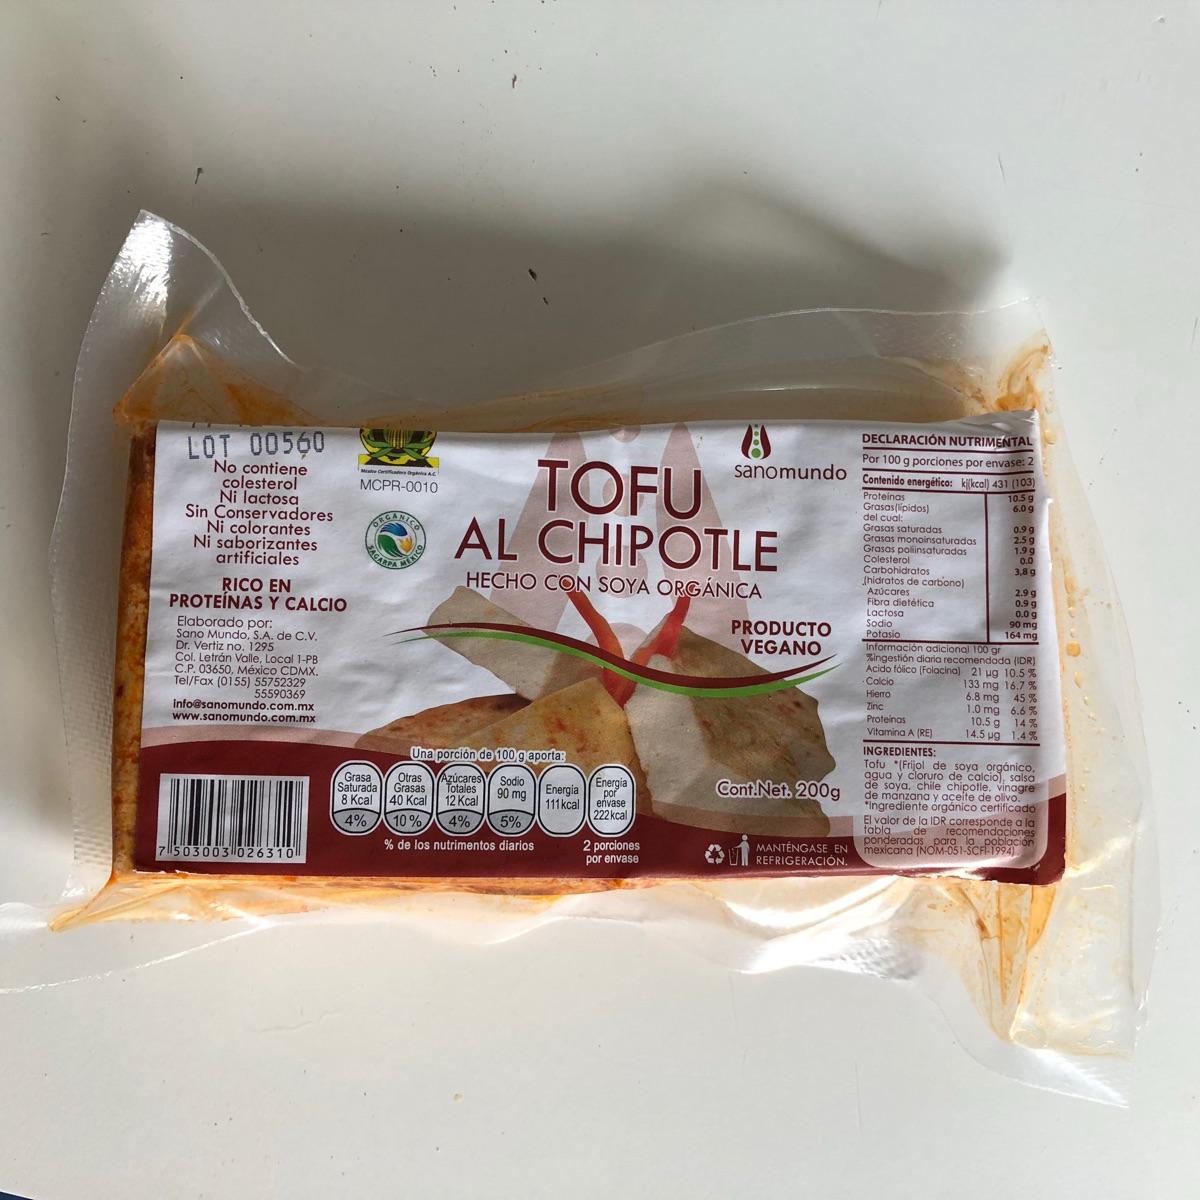 LOT 00560
No contiene
colesterol
Ni lactosa
Sin Conservadores
Ni colorantes
Ni saborizantes
artificiales
RICO EN
PROTEÍNAS Y CALCIO
Elaborado por:
Sano Mundo, S.A. de C.V.
Dr. Vertiz no. 1295
Col. Letrán Valle, Local 1-PB
C.P. 03650, México CDMX.
Tel/Fax (0155) 55752329
55590369
info@sanomundo.com.mx
www.sanomundo.com.mx
7 503003 026310
México Certificadora Orgánica A.C.
MCPR-0010
ORGANICO
SAGARPA MÉXICO
TOFU
AL CHIPOTLE
HECHO CON SOYA ORGÁNICA
sanomundo
PRODUCTO
VEGANO
Una porción de 100 g aporta:
Grasa Saturada 8 Kcal 4%
Otras Grasas 40 Kcal 10 %
Azúcares Totales 12 Kcal 4%
Sodio 90 mg 5%
Energía 111 kcal
Energía por envase 222 kcal
% de los nutrimentos diarios
2 porciones
por envase
Cont.Net. 200g
MANTÉNGASE EN
REFRIGERACIÓN.
DECLARACIÓN NUTRIMENTAL
Por 100 g porciones por envase: 2
Contenido energético: kj(kcal) 431 (103)
Proteínas 10.5 g
Grasas(lípidos) 6.0 g
del cual:
Grasas saturadas 0.9 g
Grasas monoinsaturadas 2.5 g
Grasas poliinsaturadas 1.9 g
Colesterol 0.0
Carbohidratos 3,8 g
(hidratos de carbono)
Azúcares 2.9 g
Fibra dietética 0.9 g
Lactosa 0.0 g
Sodio 90 mg
Potasio 164 mg
Información adicional 100 gr
%ingestión diaria recomendada (IDR)
Acido fólico (Folacina) 21 µg 10.5 %
Calcio 133 mg 16.7 %
Hierro 6.8 mg 45 %
Zinc 1.0 mg 6.6 %
Proteínas 10.5 g 14 %
Vitamina A (RE) 14.5 µg 1.4 %
INGREDIENTES:
Tofu *(Frijol de soya orgánico,
agua y cloruro de calcio), salsa
de soya, chile chipotle, vinagre
de manzana y aceite de olivo.
*Ingrediente orgánico certificado
El valor de la IDR corresponde a la
tabla de recomendaciones
ponderadas para la población
mexicana (NOM-051-SCFI-1994)